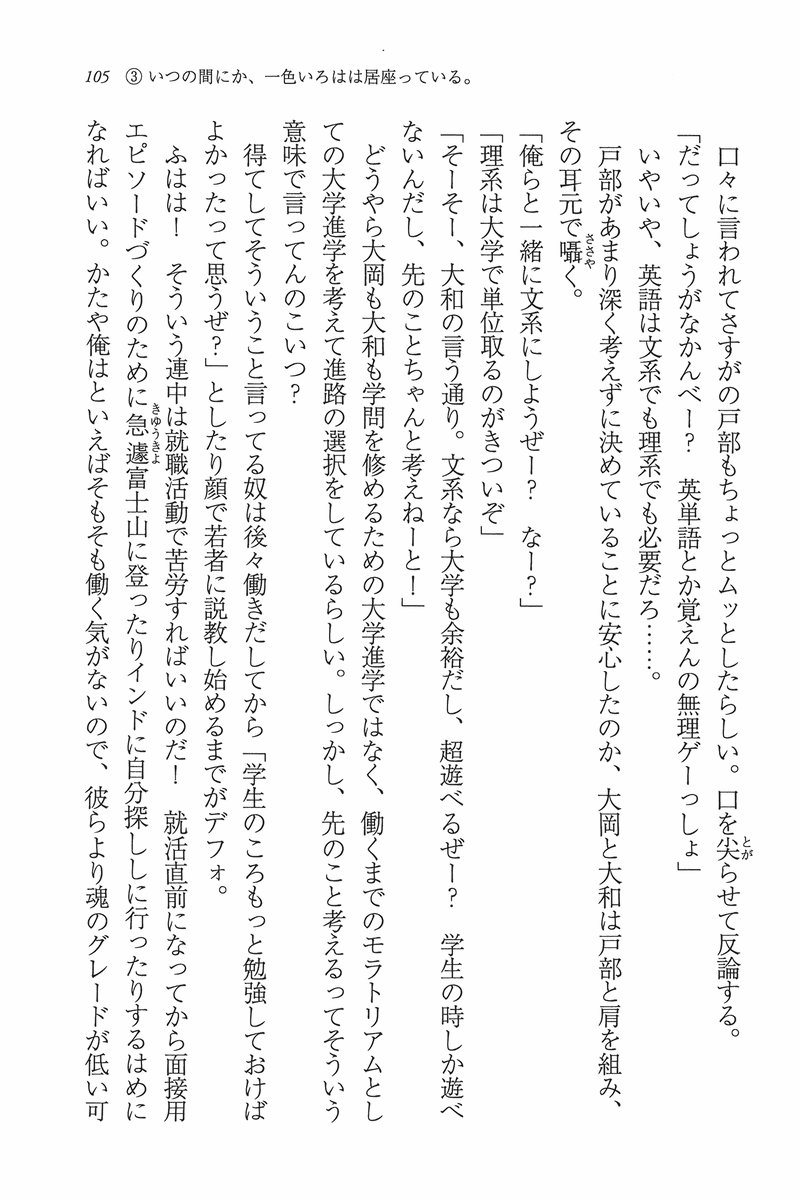 105 ③ いつの間にか、一色いろはは居座っている。
口々に言われてさすがの戸部もちょっとムッとしたらしい。口を尖らせて反論する。
「だってしょうがなかんべー？　英単語とか覚えんの無理ゲーっしょ」
いやいや、英語は文系でも理系でも必要だろ……。
戸部があまり深く考えずに決めていることに安心したのか、大岡と大和は戸部と肩を組み、
その耳元で囁く。
「俺らと一緒に文系にしようぜー？　なー？」
「理系は大学で単位取るのがきついぞ」
「そーそー、大和の言う通り。文系なら大学も余裕だし、超遊べるぜー？　学生の時しか遊べ
ないんだし、先のことちゃんと考えねーと！」
どうやら大岡も大和も学問を修めるための大学進学ではなく、働くまでのモラトリアムとし
ての大学進学を考えて進路の選択をしているらしい。しっかし、先のこと考えるってそういう
意味で言ってんのこいつ？
得てしてそういうこと言ってる奴は後々働きだしてから「学生のころもっと勉強しておけば
よかったって思うぜ？」としたり顔で若者に説教し始めるまでがデフォ。
ふはは！　そういう連中は就職活動で苦労すればいいのだ！　就活直前になってから面接用
エピソードづくりのために急遽富士山に登ったりインドに自分探ししに行ったりするはめに
なればいい。かたや俺はといえばそもそも働く気がないので、彼らより魂のグレードが低い可